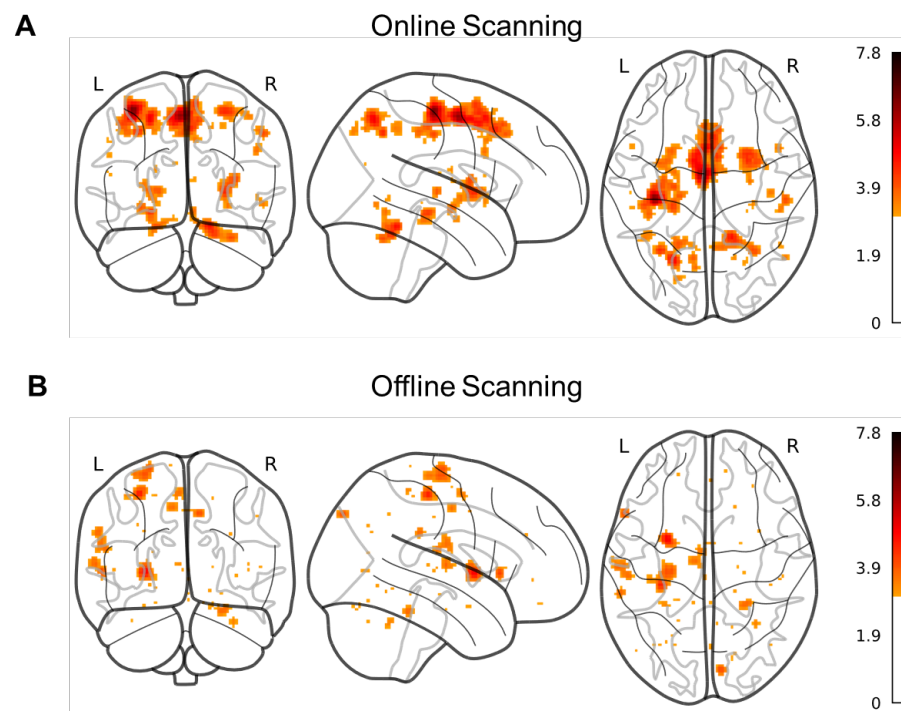 A
Online Scanning
L
R
L
R
7.8
5.8
3.9
1.9
0
B
Offline Scanning
L
R
L
R
7.8
5.8
3.9
1.9
0